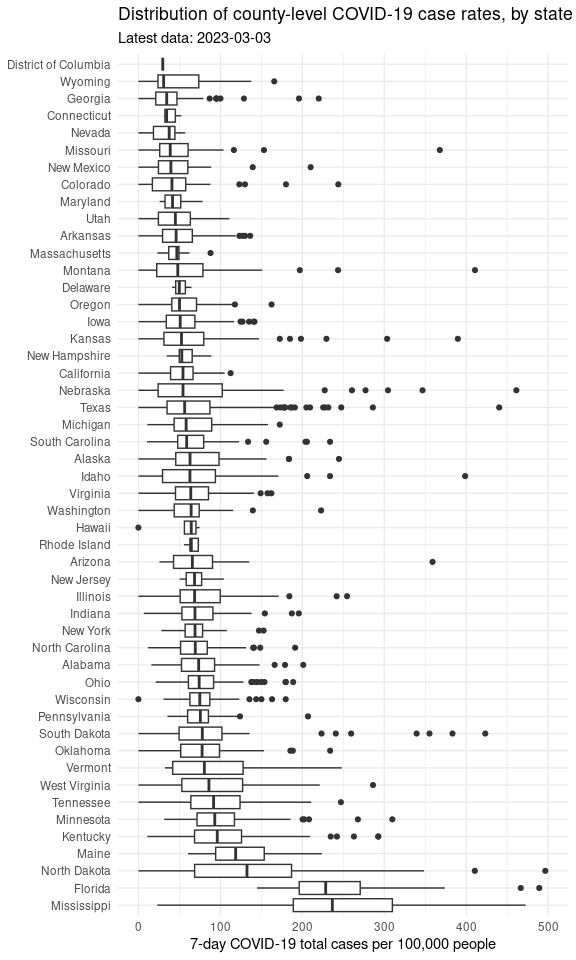 Distribution of county-level COVID-19 case rates, by state
Latest data: 2023-03-03
District of Columbia
Wyoming
Georgia
Connecticut
Nevada
Missouri
New Mexico
Colorado
Maryland
Utah
Arkansas
Massachusetts
Montana
Delaware
Oregon
Iowa
Kansas
New Hampshire
California
Nebraska
Texas
Michigan
South Carolina
Alaska
Idaho
Virginia
Washington
Hawaii
Rhode Island
Arizona
New Jersey
Illinois
Indiana
New York
North Carolina
Alabama
Ohio
Wisconsin
Pennsylvania
South Dakota
Oklahoma
Vermont
West Virginia
Tennessee
Minnesota
Kentucky
Maine
North Dakota
Florida
Mississippi
0 100 200 300 400 500
7-day COVID-19 total cases per 100,000 people